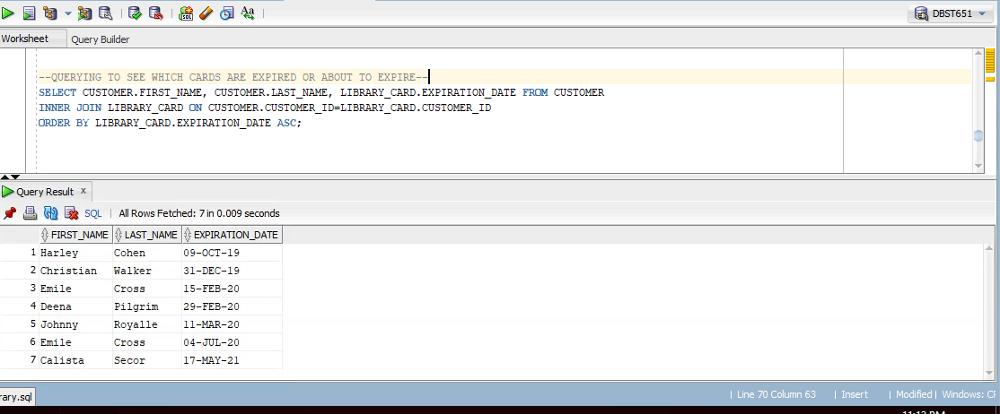 DBST651
Worksheet Query Builder
--QUERYING TO SEE WHICH CARDS ARE EXPIRED OR ABOUT TO EXPIRE--
SELECT CUSTOMER.FIRST_NAME, CUSTOMER.LAST_NAME, LIBRARY_CARD.EXPIRATION_DATE FROM CUSTOMER
INNER JOIN LIBRARY_CARD ON CUSTOMER.CUSTOMER_ID=LIBRARY_CARD.CUSTOMER_ID
ORDER BY LIBRARY_CARD.EXPIRATION_DATE ASC;
Query Result x
SQL | All Rows Fetched: 7 in 0.009 seconds
FIRST_NAME LAST_NAME EXPIRATION_DATE
1 Harley Cohen 09-OCT-19
2 Christian Walker 31-DEC-19
3 Emile Cross 15-FEB-20
4 Deena Pilgrim 29-FEB-20
5 Johnny Royalle 11-MAR-20
6 Emile Cross 04-JUL-20
7 Calista Secor 17-MAY-21
rary.sql | Line 70 Column 63 | Insert | Modified | Windows: CR